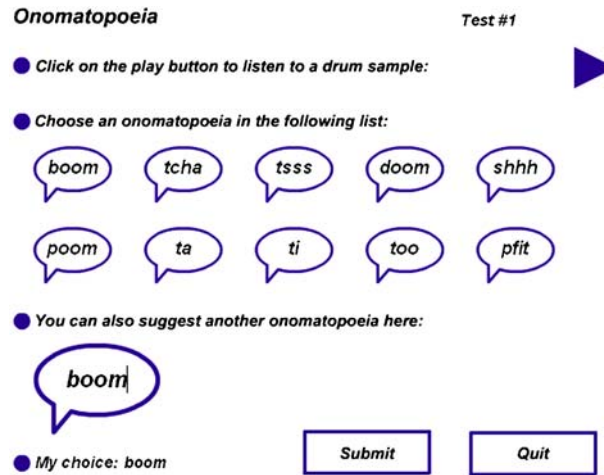 Onomatopoeia Test #1
Click on the play button to listen to a drum sample:
Choose an onomatopoeia in the following list:
boom tcha tsss doom shhh
poom ta ti too pfit
You can also suggest another onomatopoeia here:
boom
My choice: boom Submit Quit